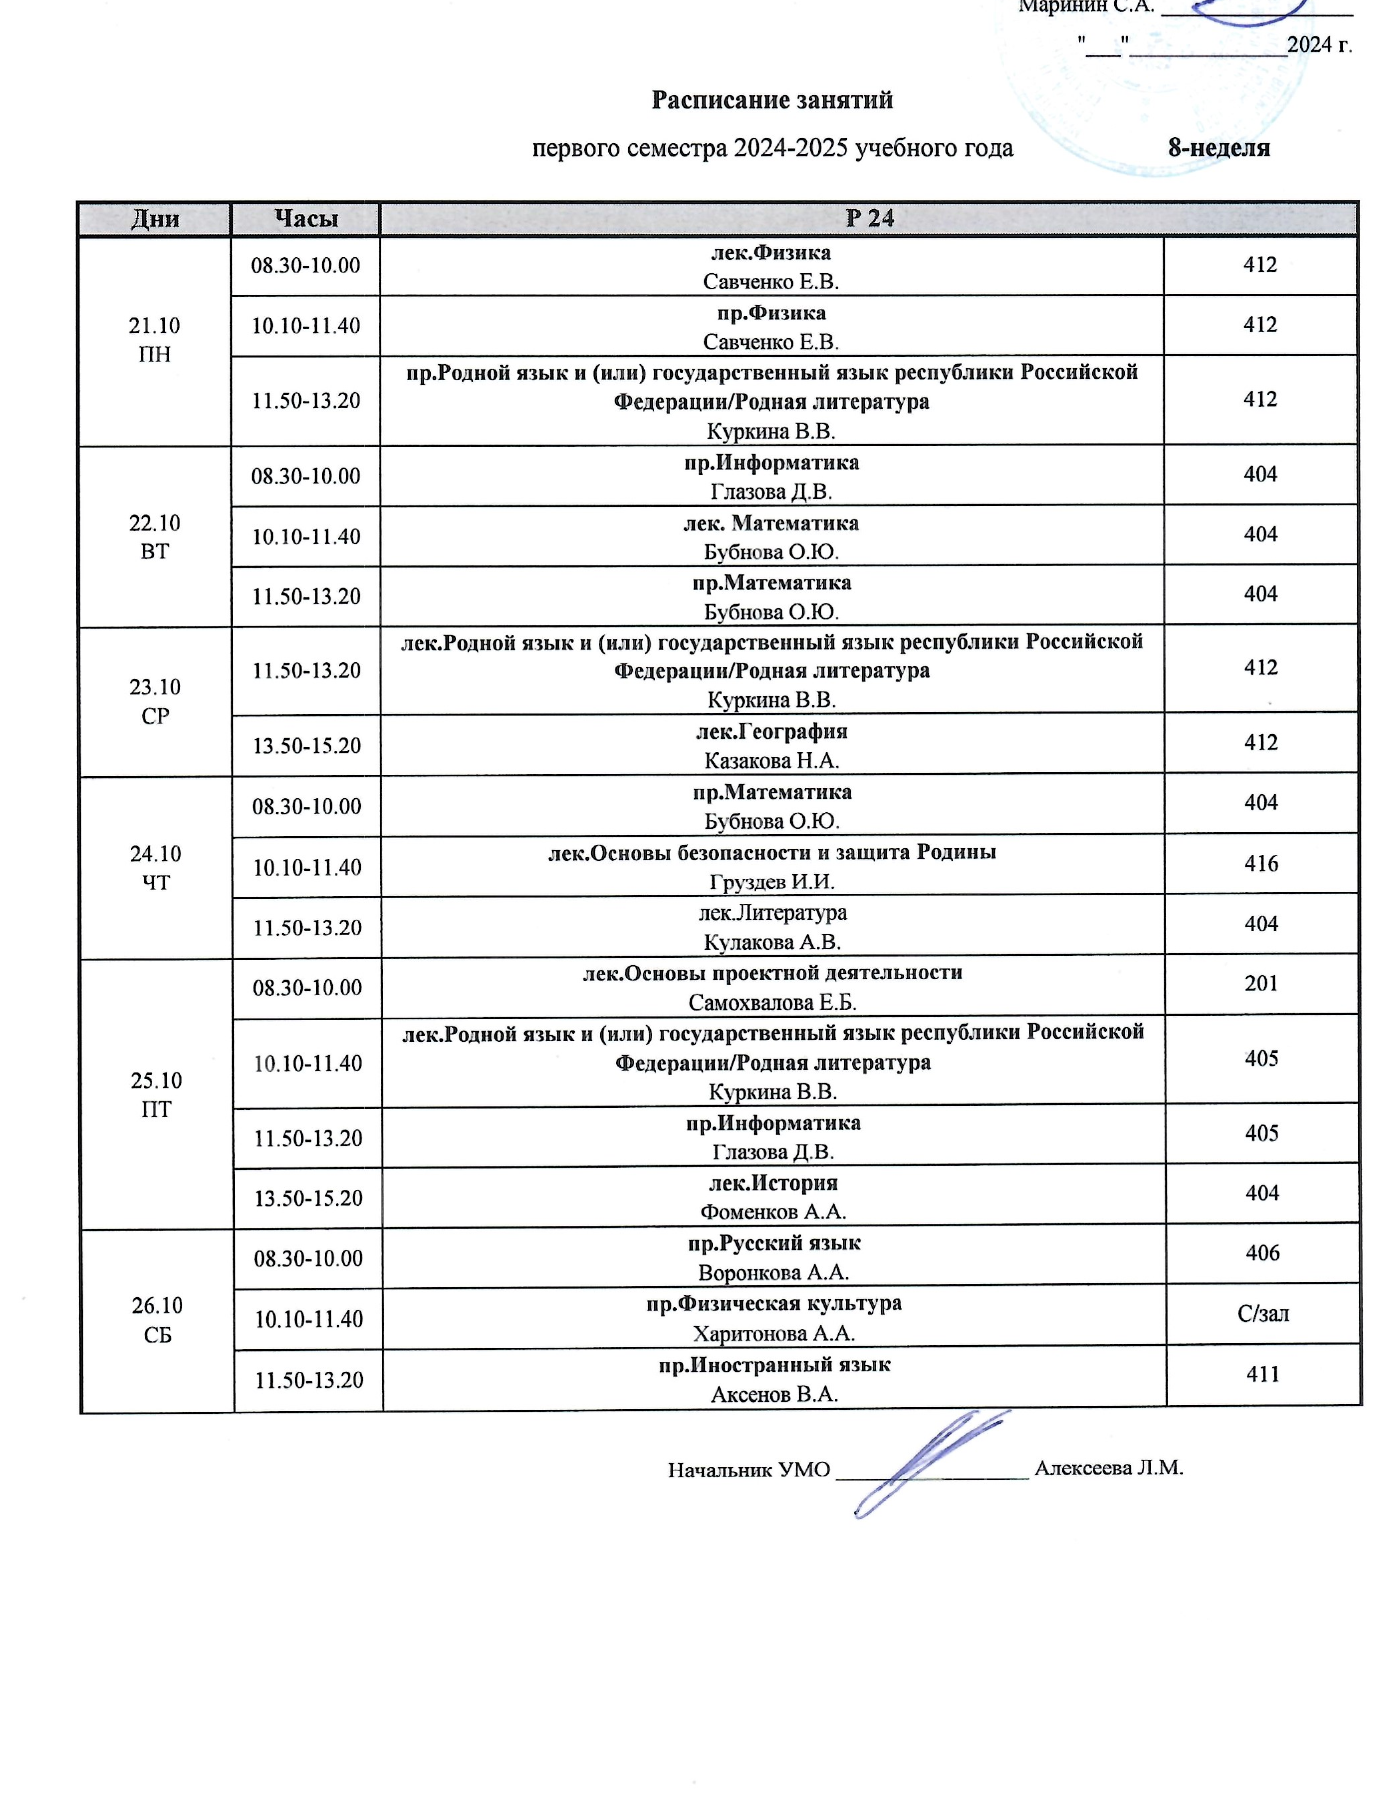 Маринин С.А.
"___"______________2024 г.
Расписание занятий
первого семестра 2024-2025 учебного года 8-неделя
Дни Часы Р 24
21.10
ПН
08.30-10.00
лек.Физика
Савченко Е.В.
412
10.10-11.40
пр.Физика
Савченко Е.В.
412
11.50-13.20
пр.Родной язык и (или) государственный язык республики Российской
Федерации/Родная литература
Куркина В.В.
412
22.10
ВТ
08.30-10.00
пр.Информатика
Глазова Д.В.
404
10.10-11.40
лек. Математика
Бубнова О.Ю.
404
11.50-13.20
пр.Математика
Бубнова О.Ю.
404
23.10
СР
11.50-13.20
лек.Родной язык и (или) государственный язык республики Российской
Федерации/Родная литература
Куркина В.В.
412
13.50-15.20
лек.География
Казакова Н.А.
412
24.10
ЧТ
08.30-10.00
пр.Математика
Бубнова О.Ю.
404
10.10-11.40
лек.Основы безопасности и защита Родины
Груздев И.И.
416
11.50-13.20
лек.Литература
Кулакова А.В.
404
25.10
ПТ
08.30-10.00
лек.Основы проектной деятельности
Самохвалова Е.Б.
201
10.10-11.40
лек.Родной язык и (или) государственный язык республики Российской
Федерации/Родная литература
Куркина В.В.
405
11.50-13.20
пр.Информатика
Глазова Д.В.
405
13.50-15.20
лек.История
Фоменков А.А.
404
26.10
СБ
08.30-10.00
пр.Русский язык
Воронкова А.А.
406
10.10-11.40
пр.Физическая культура
Харитонова А.А.
С/зал
11.50-13.20
пр.Иностранный язык
Аксенов В.А.
411
Начальник УМО _________________ Алексеева Л.М.